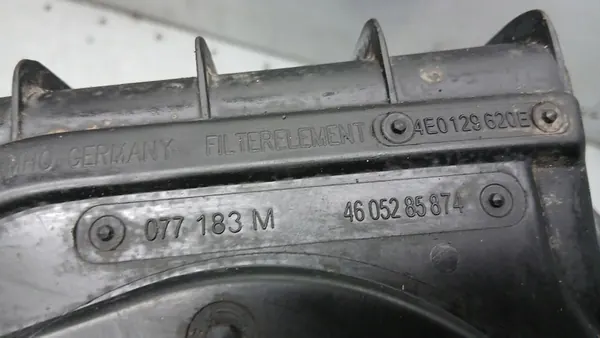 GERMANY FILTERELEMENT 4E0129620E
077 183 M 46 052 85 874